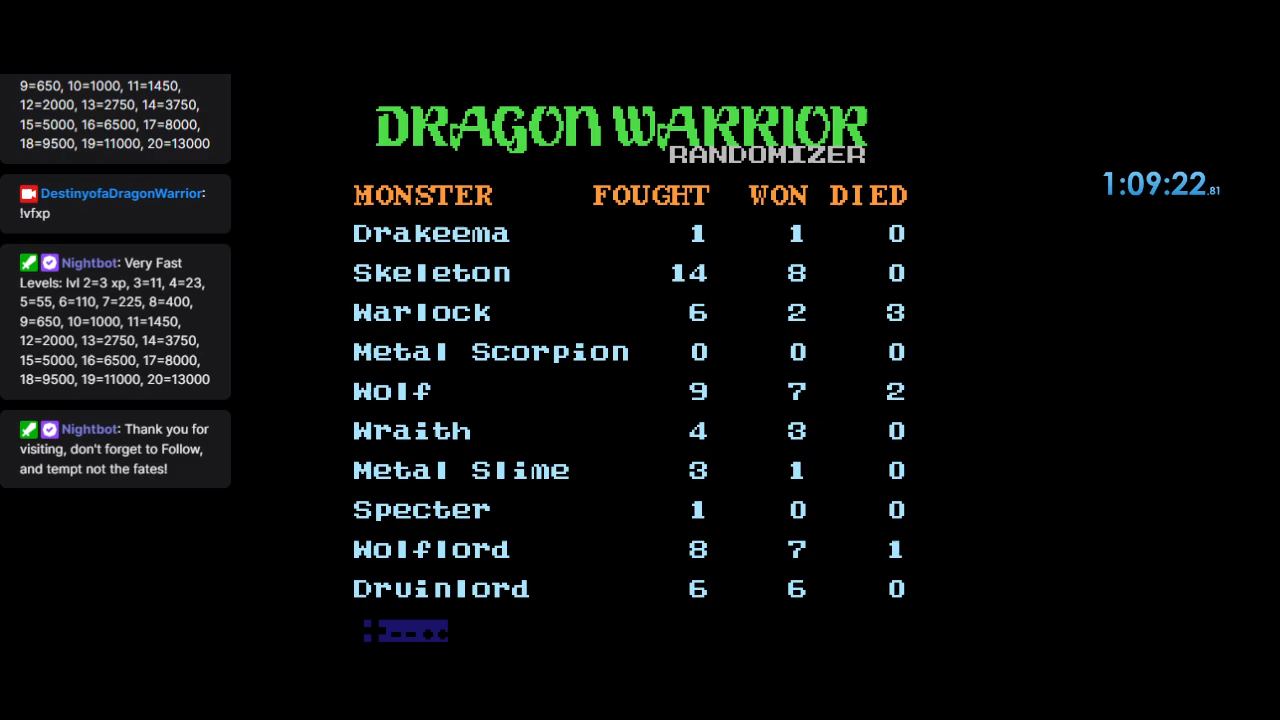 9=650, 10=1000, 11=1450,
12=2000, 13=2750, 14=3750,
15=5000, 16=6500, 17=8000,
18=9500, 19=11000, 20=13000
DestinyofaDragonWarrior:
!vfxp
Nightbot: Very Fast
Levels: lvl 2=3 xp, 3=11, 4=23,
5=55, 6=110, 7=225, 8=400,
9=650, 10=1000, 11=1450,
12=2000, 13=2750, 14=3750,
15=5000, 16=6500, 17=8000,
18=9500, 19=11000, 20=13000
Nightbot: Thank you for
visiting, don't forget to Follow,
and tempt not the fates!
DRAGON WARRIOR
RANDOMIZER
MONSTER FOUGHT WON DIED
Drakeema 1 1 0
Skeleton 14 8 0
Warlock 6 2 3
Metal Scorpion 0 0 0
Wolf 9 7 2
Wraith 4 3 0
Metal Slime 3 1 0
Specter 1 0 0
Wolflord 8 7 1
Druinlord 6 6 0
1:09:22.81